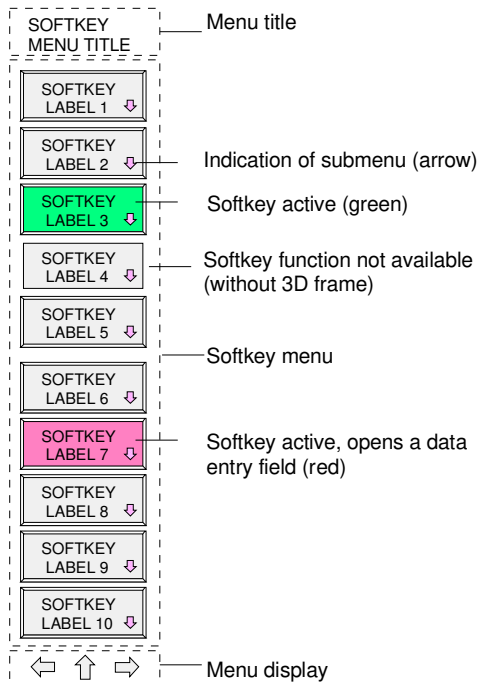 SOFTKEY
MENU TITLE
Menu title
SOFTKEY
LABEL 1
SOFTKEY
LABEL 2
Indication of submenu (arrow)
SOFTKEY
LABEL 3
Softkey active (green)
SOFTKEY
LABEL 4
Softkey function not available
(without 3D frame)
SOFTKEY
LABEL 5
Softkey menu
SOFTKEY
LABEL 6
SOFTKEY
LABEL 7
Softkey active, opens a data
entry field (red)
SOFTKEY
LABEL 8
SOFTKEY
LABEL 9
SOFTKEY
LABEL 10
Menu display